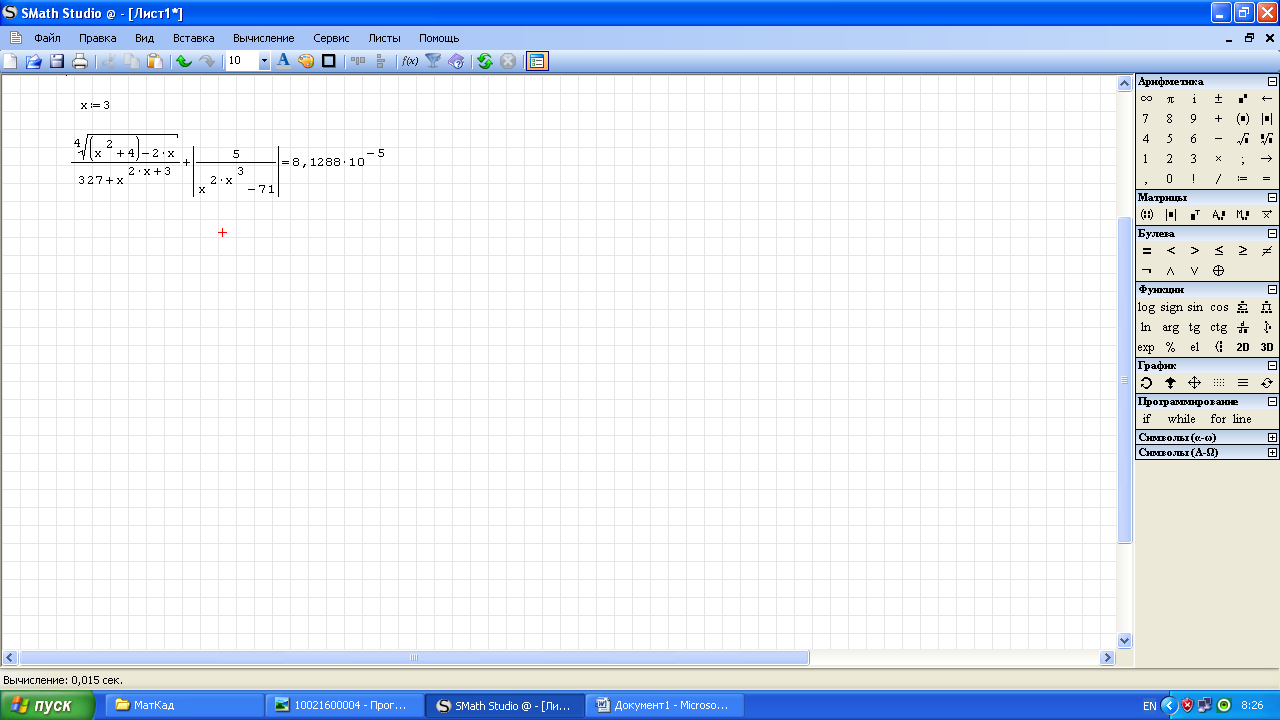 SMath Studio @ - [Лист1*]
Файл Правка Вид Вставка Вычисление Сервис Листы Помощь
10 A f(x)
x:=3
4√((x^2+4)-2·x)/(327+x^(2·x+3))+|5/(x^(2·x^3)-71)|=8,1288·10^-5
Арифметика
∞ π i ± ←
7 8 9 + (■) |■|
4 5 6 − √■
1 2 3 × ; →
, 0 ! / := =
Матрицы
Булева
= < > ≤ ≥ ≠
¬ ∧ ∨ ⊕
Функции
log sign sin cos
ln arg tg ctg
exp % el 2D 3D
График
Программирование
if while for line
Символы (α-ω)
Символы (Α-Ω)
Вычисление: 0,015 сек.
пуск МатКад 10021600004 - Прог... SMath Studio @ - [Ли... Документ1 - Microso... EN 8:26